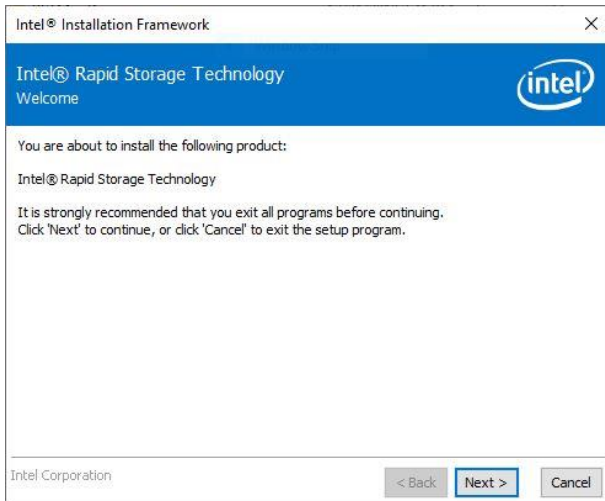 Intel® Installation Framework
Intel® Rapid Storage Technology
Welcome
intel
You are about to install the following product:
Intel® Rapid Storage Technology
It is strongly recommended that you exit all programs before continuing.
Click 'Next' to continue, or click 'Cancel' to exit the setup program.
Intel Corporation
< Back Next > Cancel